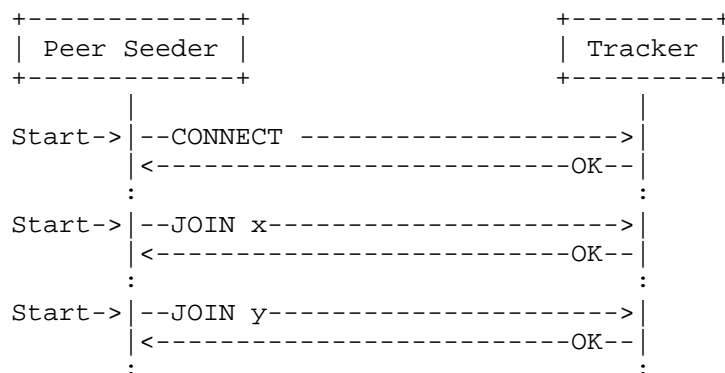 +-------------+                    +---------+
| Peer Seeder |                    | Tracker |
+-------------+                    +---------+
       |                                |
Start->|--CONNECT -------------------->|
       |<--------------------------OK--|
       :                                :
Start->|--JOIN x---------------------->|
       |<--------------------------OK--|
       :                                :
Start->|--JOIN y---------------------->|
       |<--------------------------OK--|
       :                                :